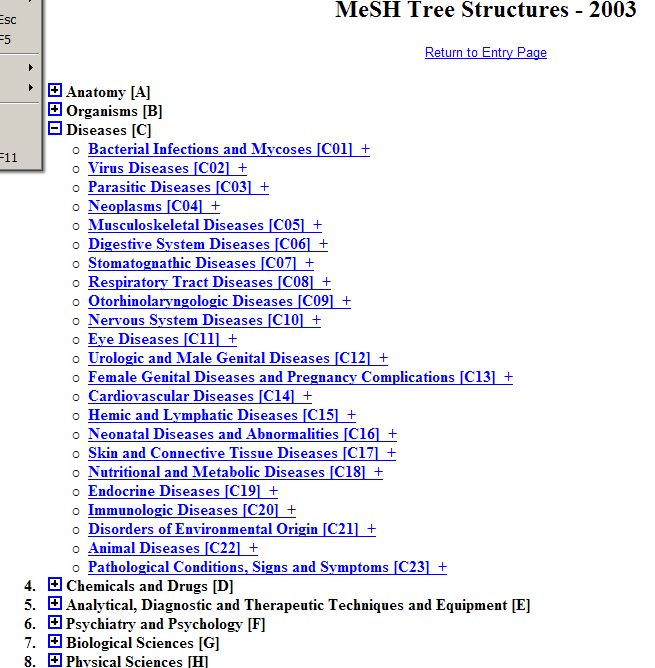 MeSH Tree Structures - 2003
Esc
F5
Return to Entry Page
F11
+ Anatomy [A]
+ Organisms [B]
- Diseases [C]
o Bacterial Infections and Mycoses [C01] +
o Virus Diseases [C02] +
o Parasitic Diseases [C03] +
o Neoplasms [C04] +
o Musculoskeletal Diseases [C05] +
o Digestive System Diseases [C06] +
o Stomatognathic Diseases [C07] +
o Respiratory Tract Diseases [C08] +
o Otorhinolaryngologic Diseases [C09] +
o Nervous System Diseases [C10] +
o Eye Diseases [C11] +
o Urologic and Male Genital Diseases [C12] +
o Female Genital Diseases and Pregnancy Complications [C13] +
o Cardiovascular Diseases [C14] +
o Hemic and Lymphatic Diseases [C15] +
o Neonatal Diseases and Abnormalities [C16] +
o Skin and Connective Tissue Diseases [C17] +
o Nutritional and Metabolic Diseases [C18] +
o Endocrine Diseases [C19] +
o Immunologic Diseases [C20] +
o Disorders of Environmental Origin [C21] +
o Animal Diseases [C22] +
o Pathological Conditions, Signs and Symptoms [C23] +
4. + Chemicals and Drugs [D]
5. + Analytical, Diagnostic and Therapeutic Techniques and Equipment [E]
6. + Psychiatry and Psychology [F]
7. + Biological Sciences [G]
8. + Physical Sciences [H]